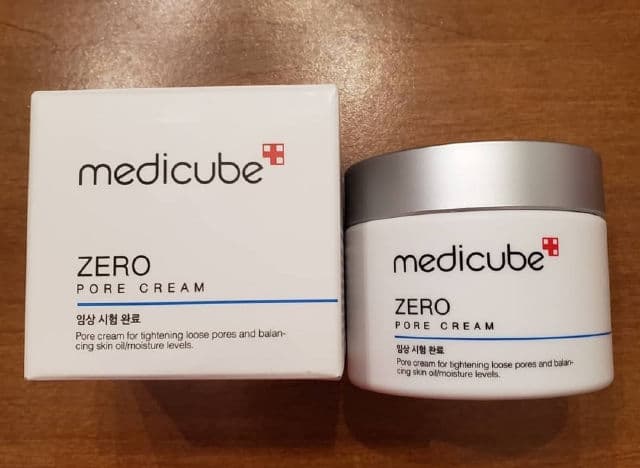 medicube
ZERO
PORE CREAM
임상 시험 완료
Pore cream for tightening loose pores and balan-
cing skin oil/moisture levels.
medicube
ZERO
PORE CREAM
임상 시험 완료
Pore cream for tightening loose pores and balan-
cing skin oil/moisture levels.